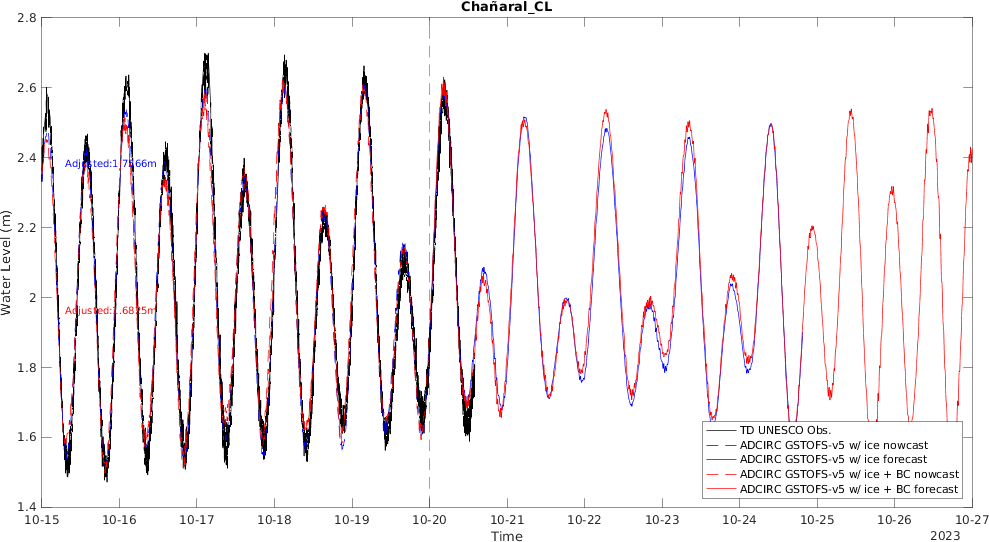 Chañaral_CL
2.8
2.6
2.4
2.2
2
1.8
1.6
1.4
Water Level (m)
Adjusted:1.7566m
Adjusted:1.6825m
TD UNESCO Obs.
ADCIRC GSTOFS-v5 w/ ice nowcast
ADCIRC GSTOFS-v5 w/ ice forecast
ADCIRC GSTOFS-v5 w/ ice + BC nowcast
ADCIRC GSTOFS-v5 w/ ice + BC forecast
10-15 10-16 10-17 10-18 10-19 10-20 10-21 10-22 10-23 10-24 10-25 10-26 10-27
Time
2023